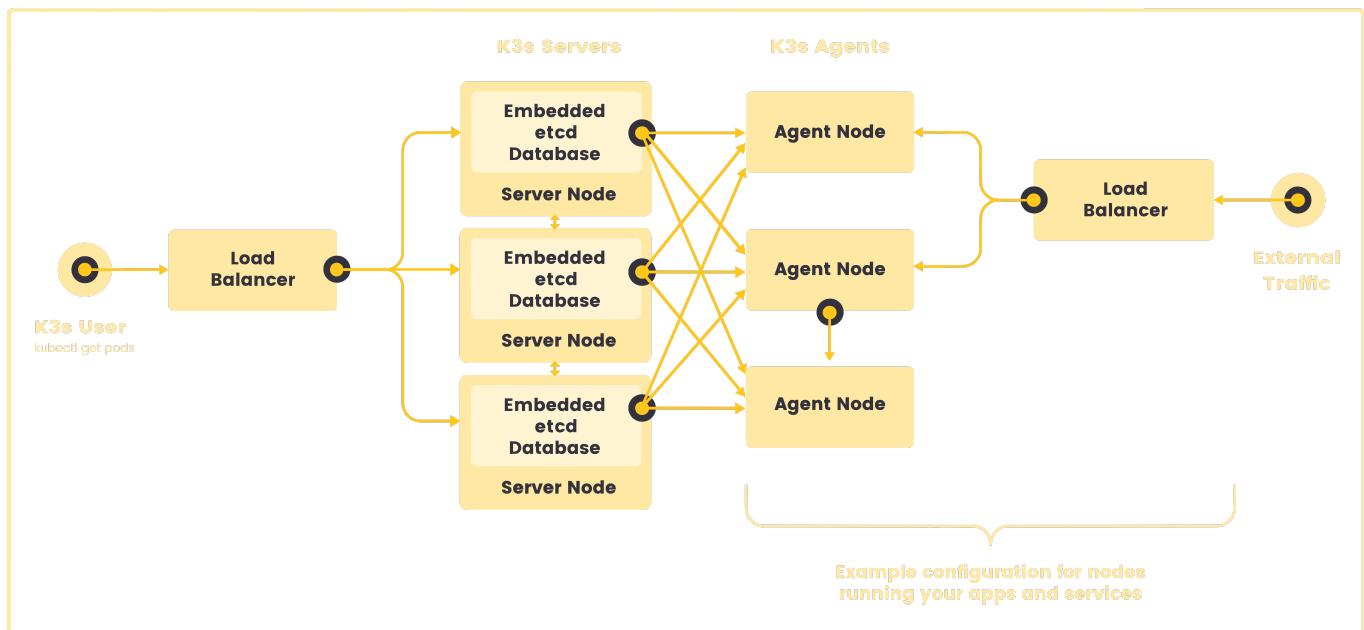 K3s Servers
K3s Agents
Embedded
etcd
Database
Server Node
Agent Node
Load
Balancer
External
Traffic
K3s User
kubectl get pods
Load
Balancer
Embedded
etcd
Database
Server Node
Agent Node
Embedded
etcd
Database
Server Node
Agent Node
Example configuration for nodes
running your apps and services